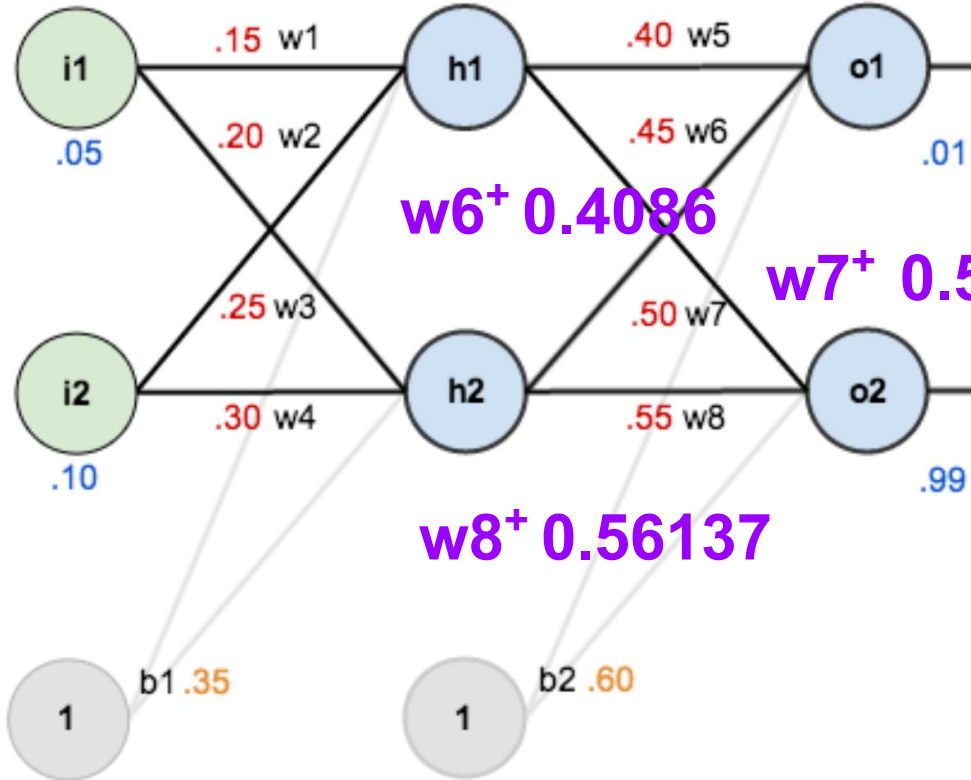 .15 w1
.40 w5
i1
h1
o1
.20 w2
.45 w6
.05
.01
w6⁺ 0.4086
w7⁺ 0.5
.25 w3
.50 w7
i2
h2
o2
.30 w4
.55 w8
.10
.99
w8⁺ 0.56137
b1 .35
b2 .60
1
1